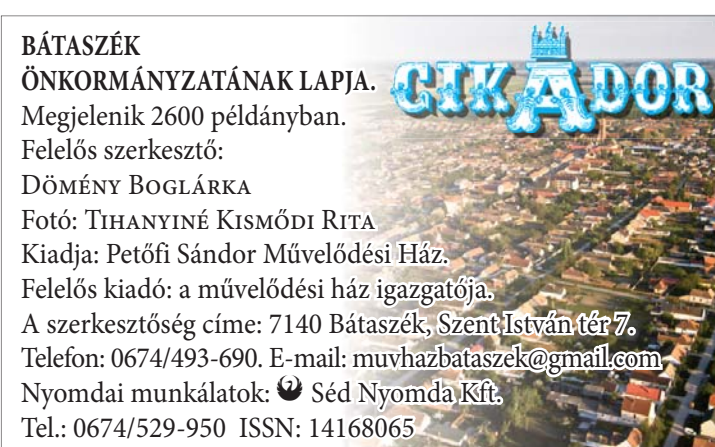 BÁTASZÉK
ÖNKORMÁNYZATÁNAK LAPJA.
CIKÁDOR
Megjelenik 2600 példányban.
Felelős szerkesztő:
DÖMÉNY BOGLÁRKA
Fotó: TIHANYINÉ KISMŐDI RITA
Kiadja: Petőfi Sándor Művelődési Ház.
Felelős kiadó: a művelődési ház igazgatója.
A szerkesztőség címe: 7140 Bátaszék, Szent István tér 7.
Telefon: 0674/493-690. E-mail: muvhazbataszek@gmail.com
Nyomdai munkálatok: Séd Nyomda Kft.
Tel.: 0674/529-950 ISSN: 14168065